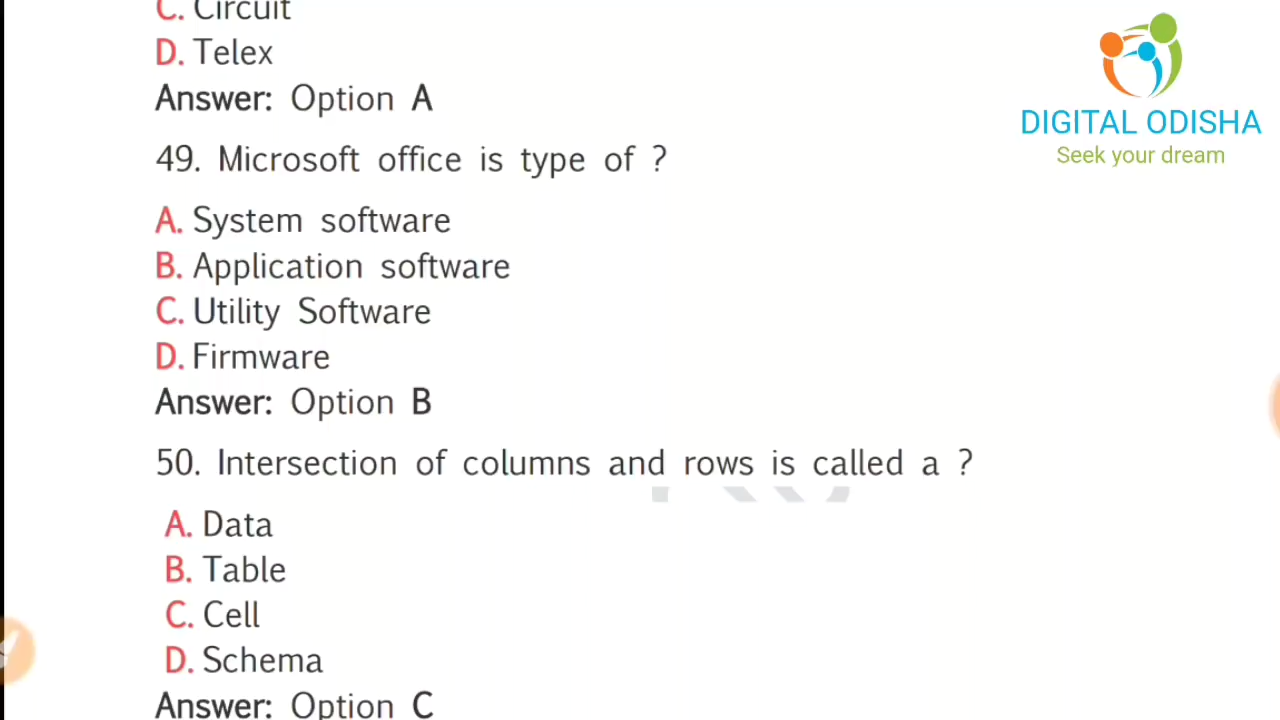 C. Circuit
D. Telex
Answer: Option A
49. Microsoft office is type of ?
A. System software
B. Application software
C. Utility Software
D. Firmware
Answer: Option B
50. Intersection of columns and rows is called a ?
A. Data
B. Table
C. Cell
D. Schema
Answer: Option C
DIGITAL ODISHA
Seek your dream